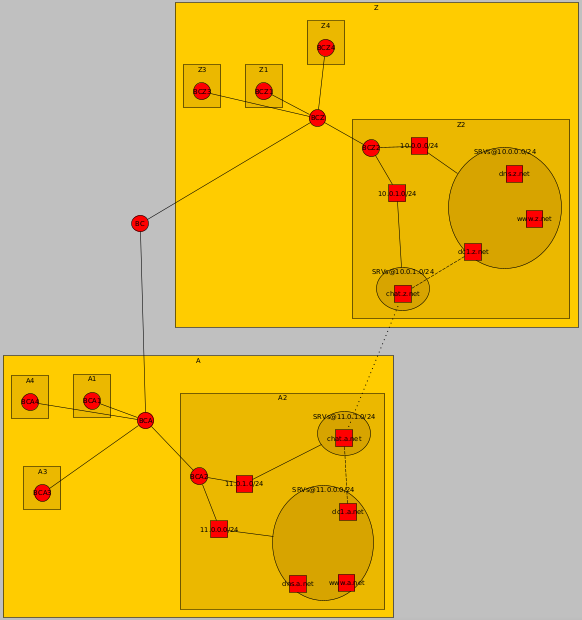 Z
Z4
BCZ4
Z3
Z1
BCZ3
BCZ1
BCZ
Z2
BCZ2
10.0.0.0/24
SRVs@10.0.0.0/24
dns.z.net
10.0.1.0/24
www.z.net
BC
dc1.z.net
SRVs@10.0.1.0/24
chat.z.net
A
A4
A1
BCA4
BCA1
A2
BCA
SRVs@11.0.1.0/24
chat.a.net
A3
BCA2
11.0.1.0/24
BCA3
SRVs@11.0.0.0/24
dc1.a.net
11.0.0.0/24
dns.a.net
www.a.net